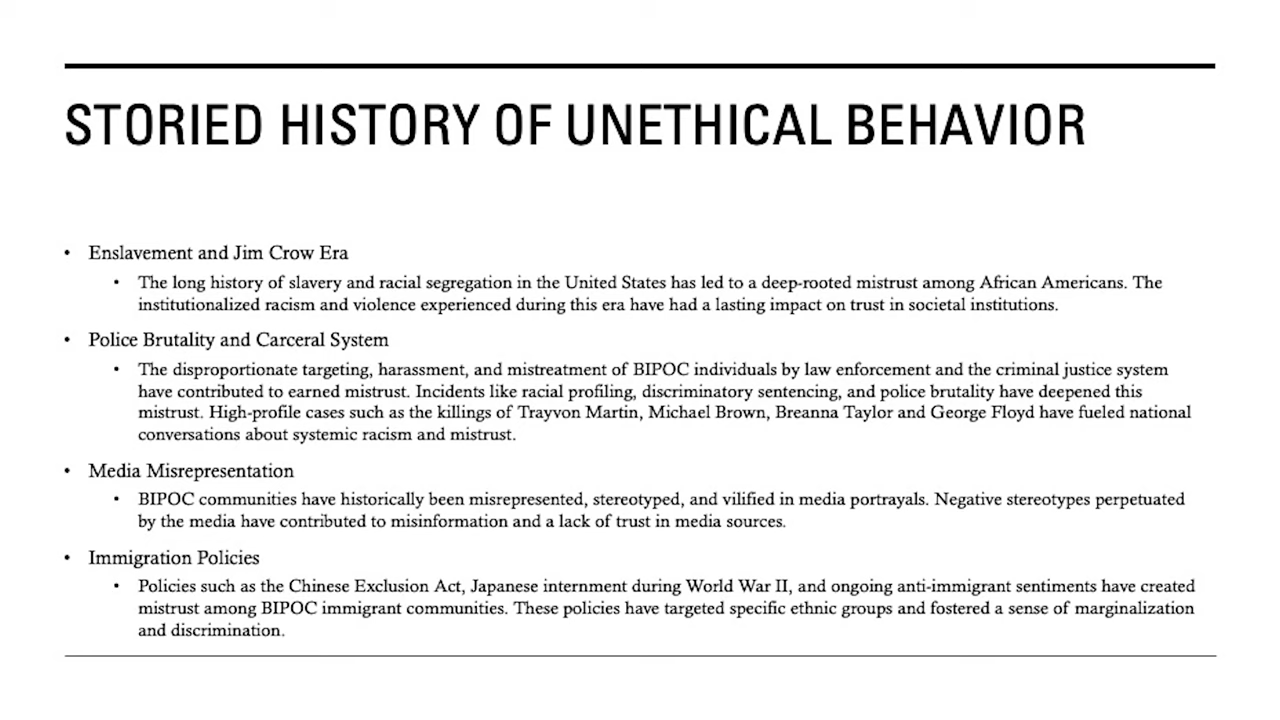 STORIED HISTORY OF UNETHICAL BEHAVIOR
• Enslavement and Jim Crow Era
• The long history of slavery and racial segregation in the United States has led to a deep-rooted mistrust among African Americans. The
institutionalized racism and violence experienced during this era have had a lasting impact on trust in societal institutions.
• Police Brutality and Carceral System
• The disproportionate targeting, harassment, and mistreatment of BIPOC individuals by law enforcement and the criminal justice system
have contributed to earned mistrust. Incidents like racial profiling, discriminatory sentencing, and police brutality have deepened this
mistrust. High-profile cases such as the killings of Trayvon Martin, Michael Brown, Breanna Taylor and George Floyd have fueled national
conversations about systemic racism and mistrust.
• Media Misrepresentation
• BIPOC communities have historically been misrepresented, stereotyped, and vilified in media portrayals. Negative stereotypes perpetuated
by the media have contributed to misinformation and a lack of trust in media sources.
• Immigration Policies
• Policies such as the Chinese Exclusion Act, Japanese internment during World War II, and ongoing anti-immigrant sentiments have created
mistrust among BIPOC immigrant communities. These policies have targeted specific ethnic groups and fostered a sense of marginalization
and discrimination.